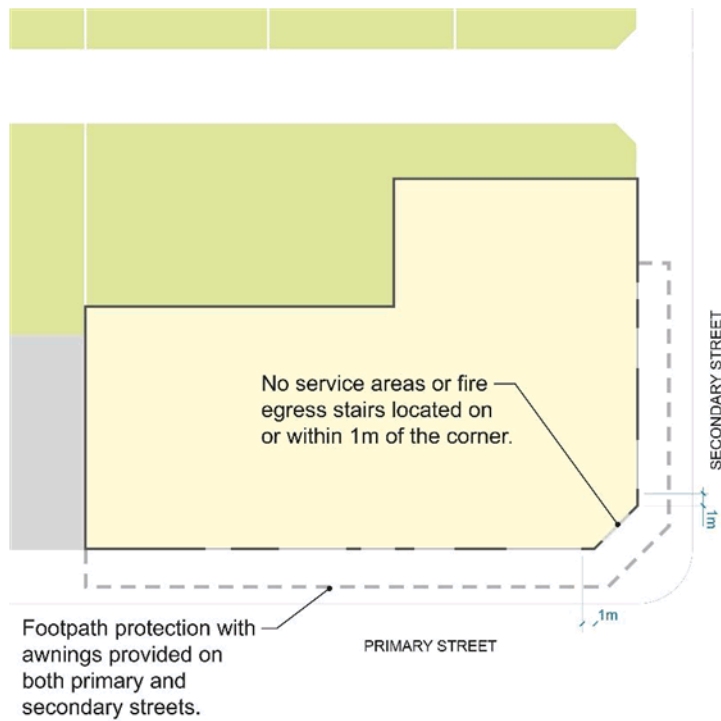 No service areas or fire
egress stairs located on
or within 1m of the corner.
SECONDARY STREET
1m
1m
PRIMARY STREET
Footpath protection with
awnings provided on
both primary and
secondary streets.